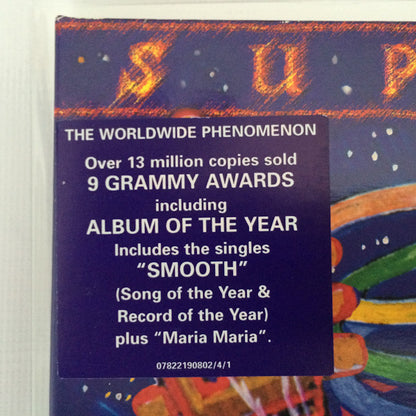 SUP
THE WORLDWIDE PHENOMENON
Over 13 million copies sold
9 GRAMMY AWARDS
including
ALBUM OF THE YEAR
Includes the singles
“SMOOTH”
(Song of the Year &
Record of the Year)
plus “Maria Maria”.
07822190802/4/1